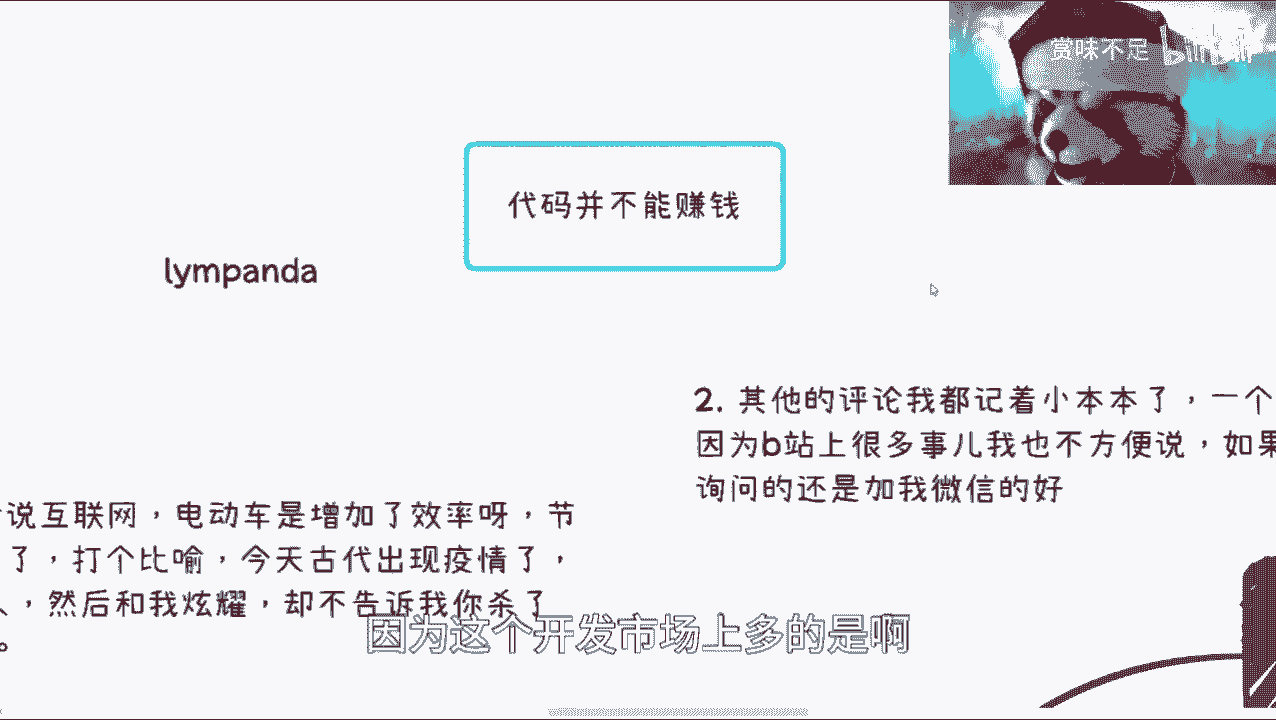 赏味不足 bilibili
代码并不能赚钱
lympanda
2. 其他的评论我都记着小本本了，一个
因为b站上很多事儿我也不方便说，如果
询问的还是加我微信的好
说互联网，电动车是增加了效率呀，节
了，打个比喻，今天古代出现疫情了，
，然后和我炫耀，却不告诉我你杀了
。
因为这个开发市场上多的是啊